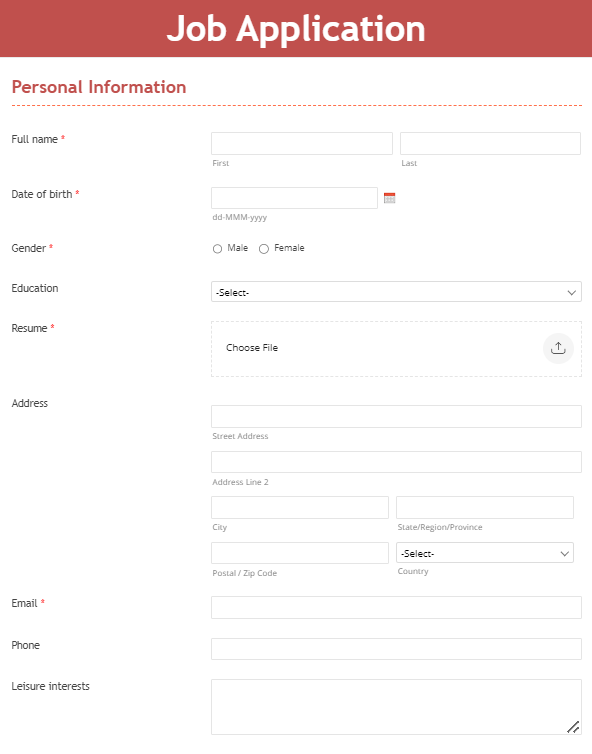 Job Application
Personal Information
Full name *
First Last
Date of birth *
dd-MMM-yyyy
Gender * Male Female
Education -Select-
Resume *
Choose File
Address
Street Address
Address Line 2
City State/Region/Province
-Select-
Postal / Zip Code Country
Email *
Phone
Leisure interests